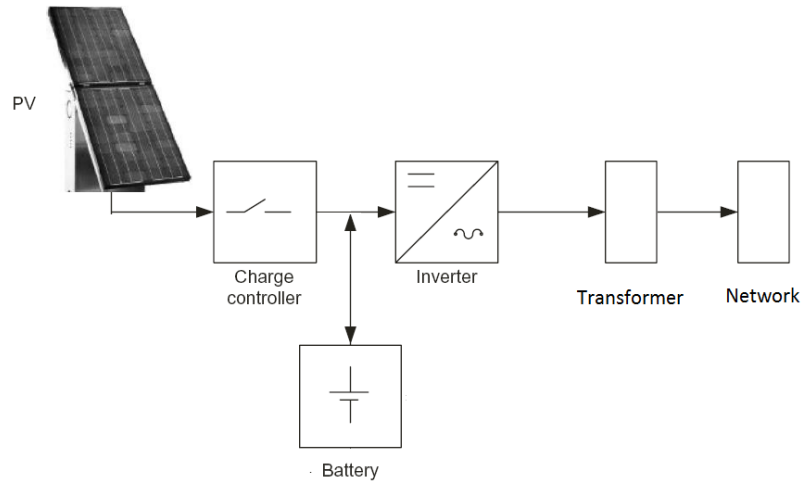 PV
Charge
controller
Inverter
Transformer
Network
Battery